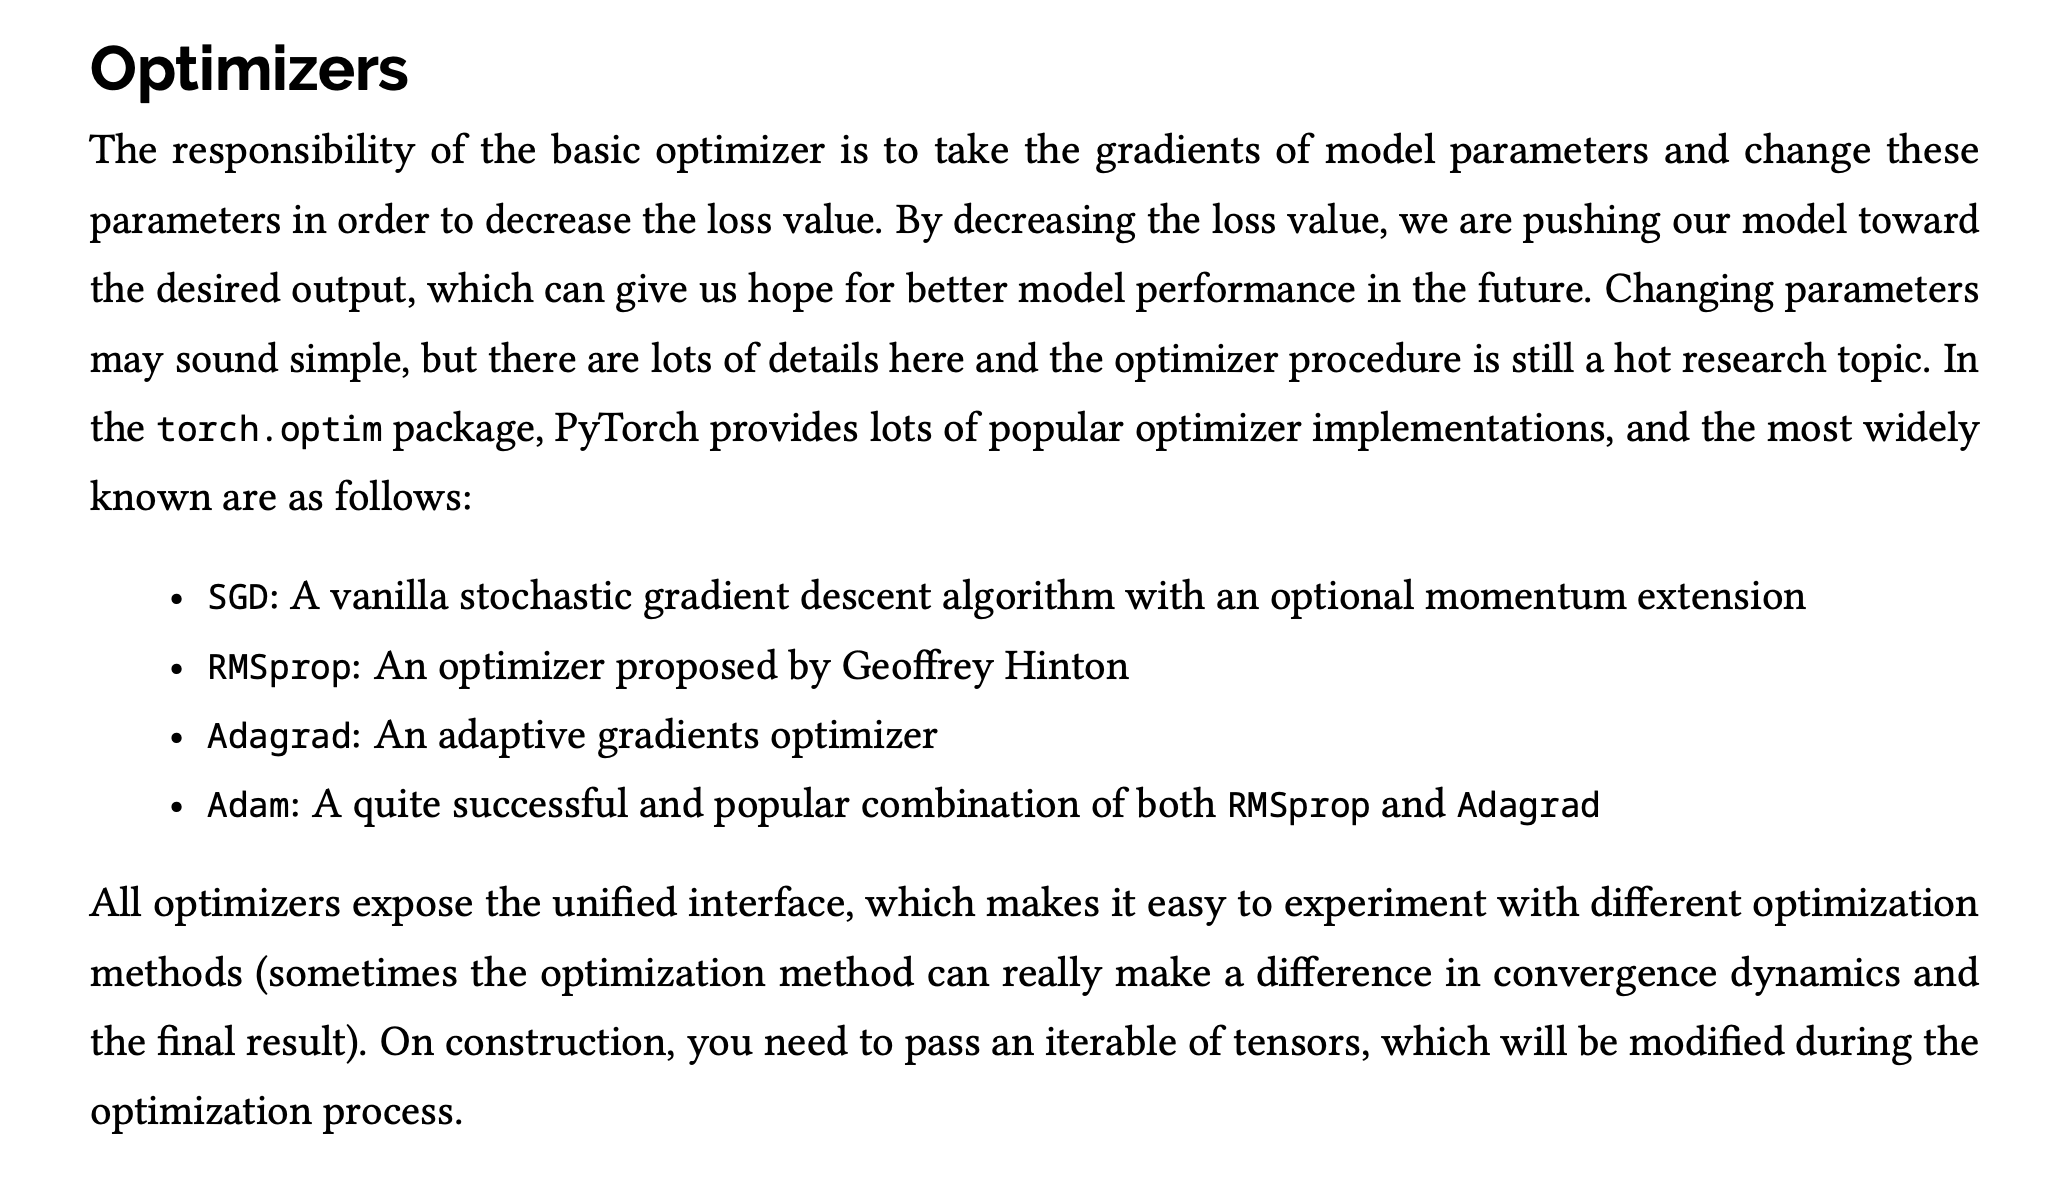 Optimizers
The responsibility of the basic optimizer is to take the gradients of model parameters and change these
parameters in order to decrease the loss value. By decreasing the loss value, we are pushing our model toward
the desired output, which can give us hope for better model performance in the future. Changing parameters
may sound simple, but there are lots of details here and the optimizer procedure is still a hot research topic. In
the torch.optim package, PyTorch provides lots of popular optimizer implementations, and the most widely
known are as follows:
• SGD: A vanilla stochastic gradient descent algorithm with an optional momentum extension
• RMSprop: An optimizer proposed by Geoffrey Hinton
• Adagrad: An adaptive gradients optimizer
• Adam: A quite successful and popular combination of both RMSprop and Adagrad
All optimizers expose the unified interface, which makes it easy to experiment with different optimization
methods (sometimes the optimization method can really make a difference in convergence dynamics and
the final result). On construction, you need to pass an iterable of tensors, which will be modified during the
optimization process.